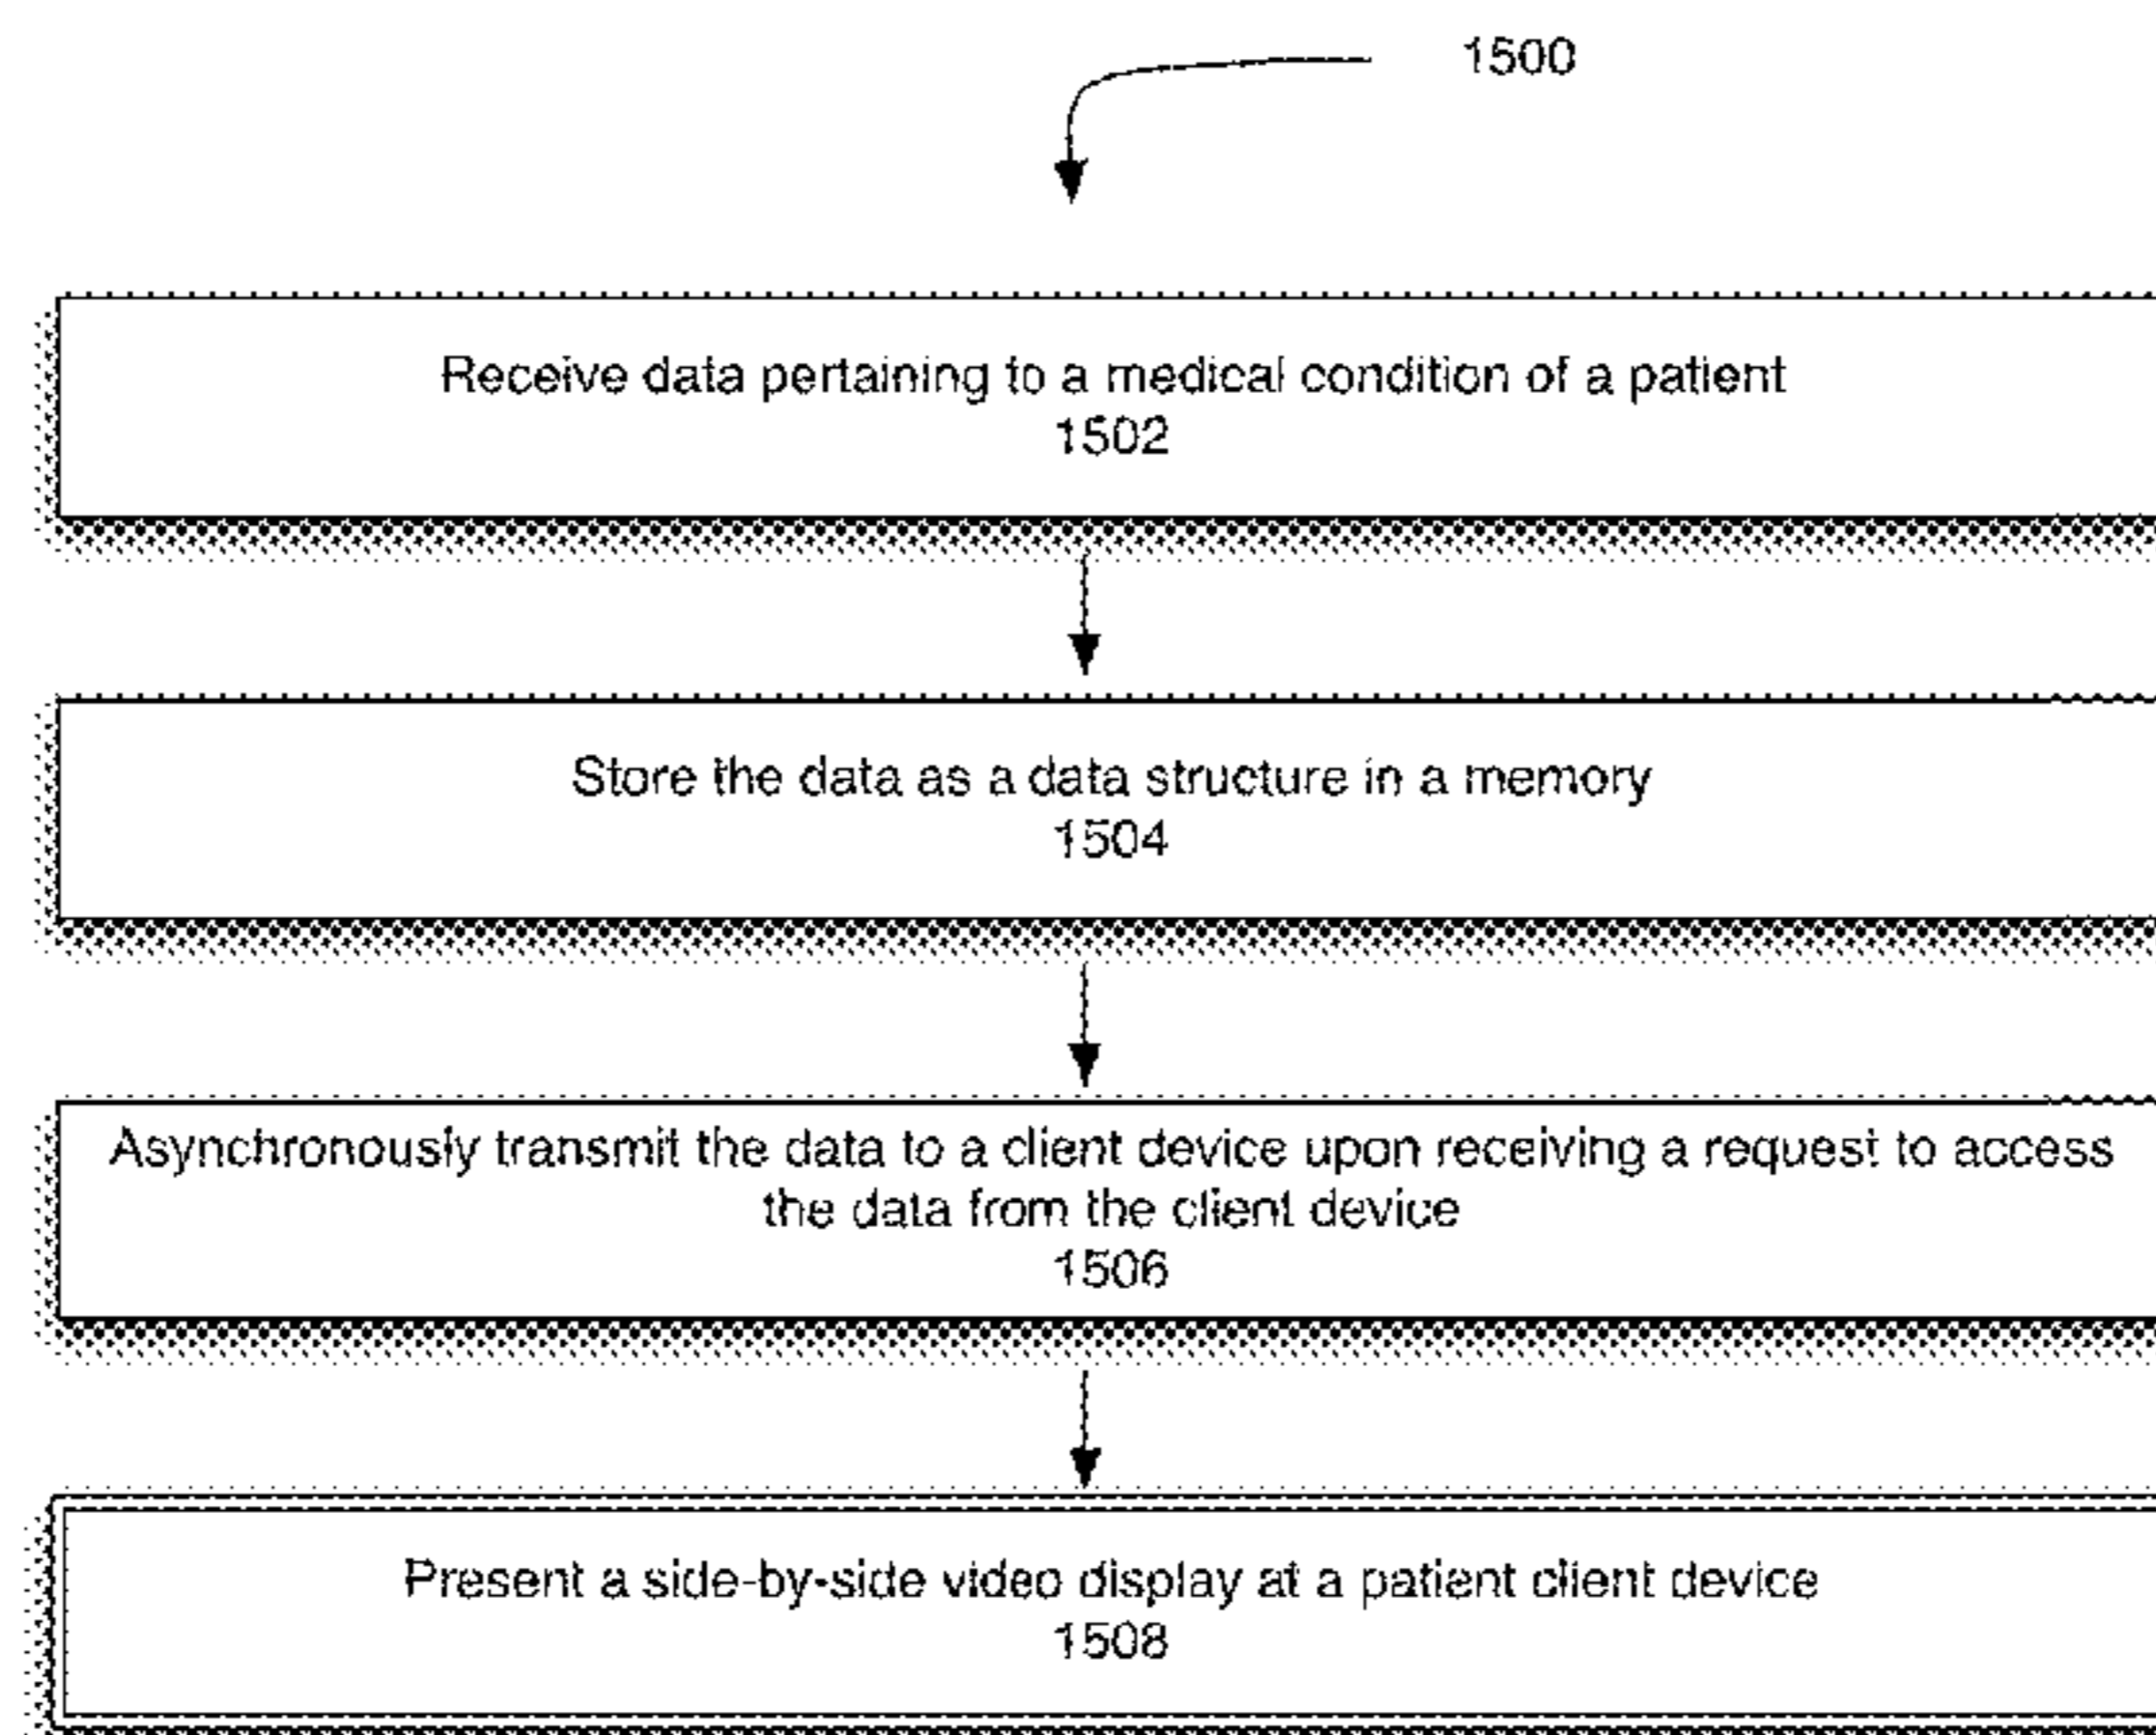 1500
Receive data pertaining to a medical condition of a patient
1502
Store the data as a data structure in a memory
1504
Asynchronously transmit the data to a client device upon receiving a request to access
the data from the client device
1506
Present a side-by-side video display at a patient client device
1508